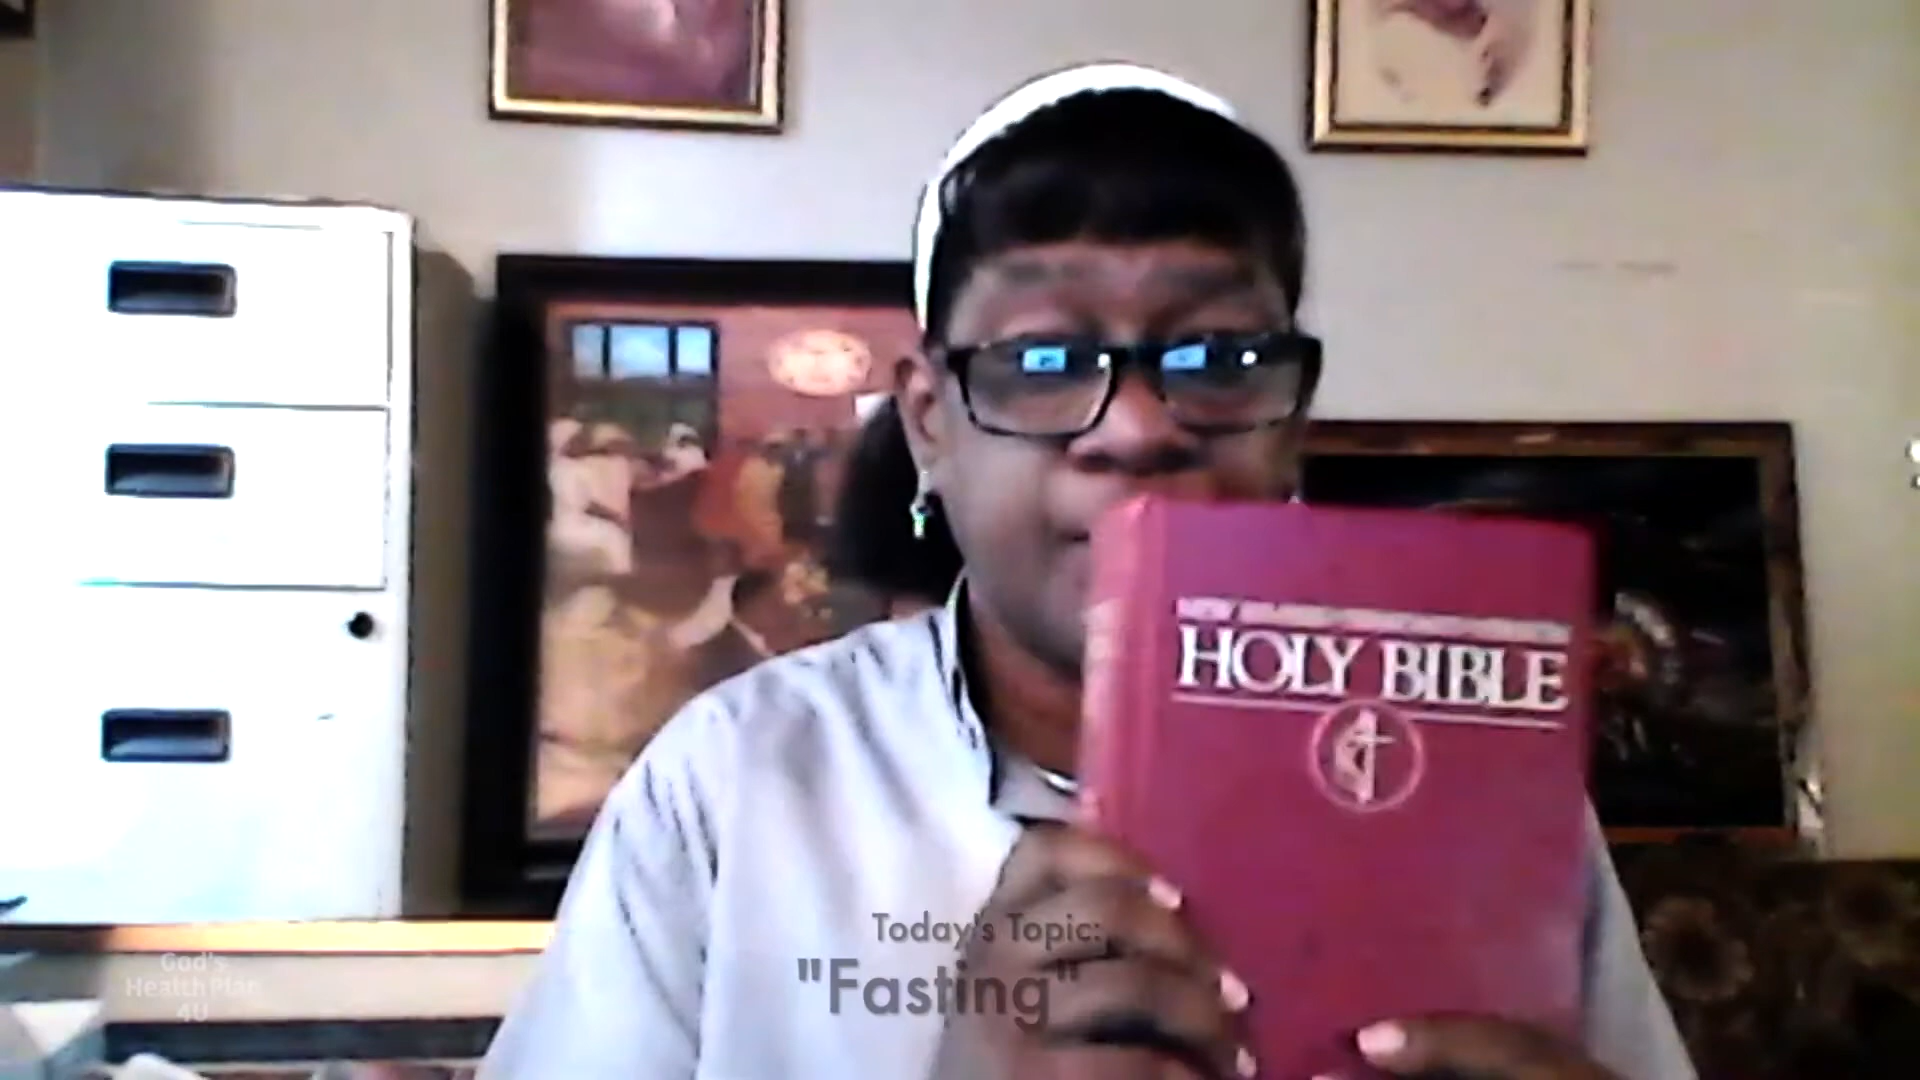 HOLY BIBLE
Today's Topic:
"Fasting"
God's
Health Plan
4U